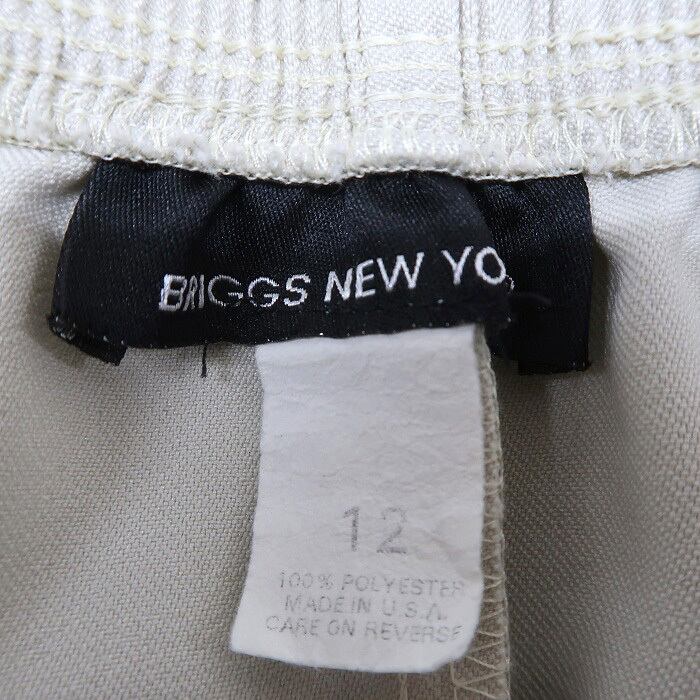 BRIGGS NEW YO
12
100% POLYESTER
MADE IN U.S.A.
CARE ON REVERSE